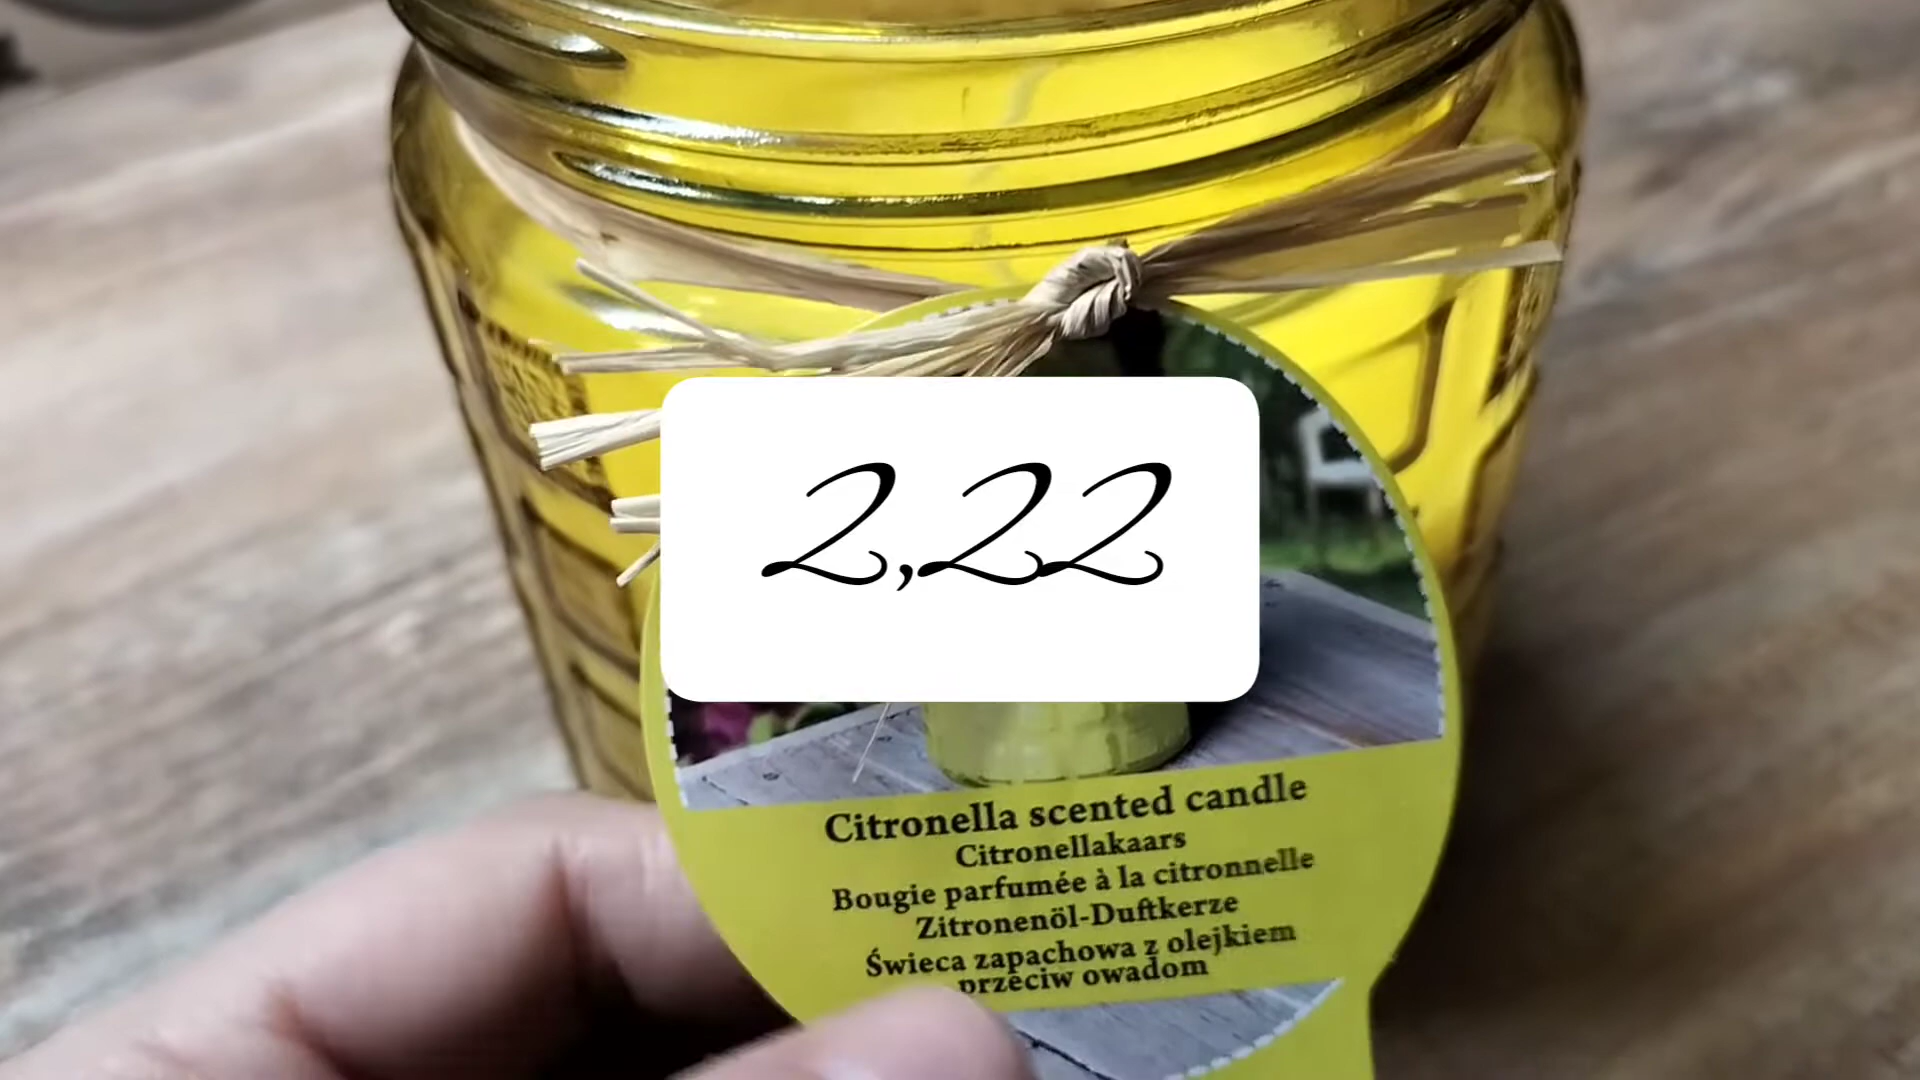 2,22
Citronella scented candle
Citronellakaars
Bougie parfumée à la citronnelle
Zitronenöl-Duftkerze
Świeca zapachowa z olejkiem
przeciw owadom